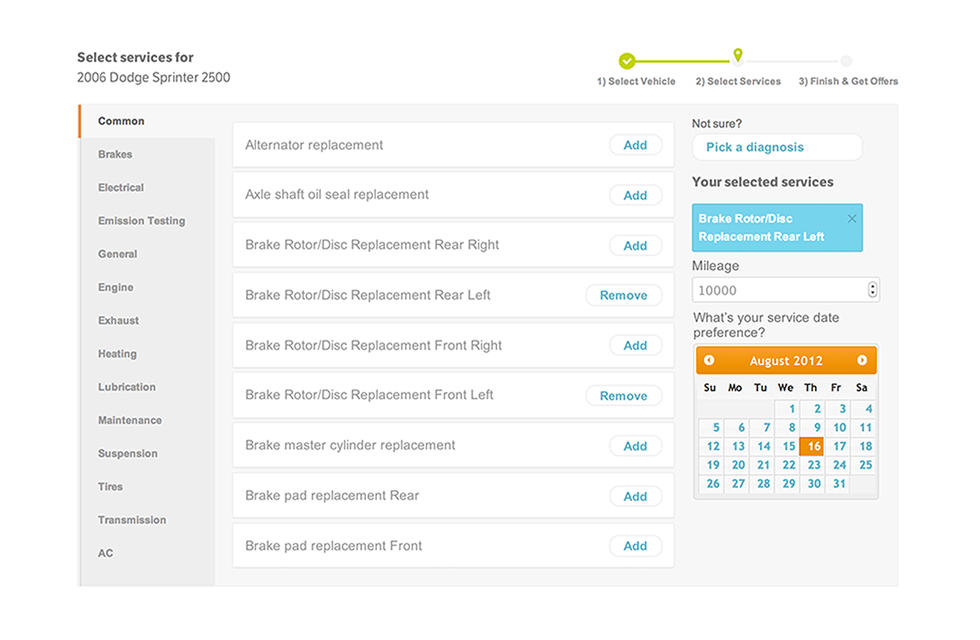 Select services for
2006 Dodge Sprinter 2500
1) Select Vehicle
2) Select Services
3) Finish & Get Offers
Common
Brakes
Electrical
Emission Testing
General
Engine
Exhaust
Heating
Lubrication
Maintenance
Suspension
Tires
Transmission
AC
Alternator replacement Add
Axle shaft oil seal replacement Add
Brake Rotor/Disc Replacement Rear Right Add
Brake Rotor/Disc Replacement Rear Left Remove
Brake Rotor/Disc Replacement Front Right Add
Brake Rotor/Disc Replacement Front Left Remove
Brake master cylinder replacement Add
Brake pad replacement Rear Add
Brake pad replacement Front Add
Not sure?
Pick a diagnosis
Your selected services
Brake Rotor/Disc
Replacement Rear Left
Mileage
10000
What's your service date
preference?
August 2012
Su Mo Tu We Th Fr Sa
1 2 3 4
5 6 7 8 9 10 11
12 13 14 15 16 17 18
19 20 21 22 23 24 25
26 27 28 29 30 31